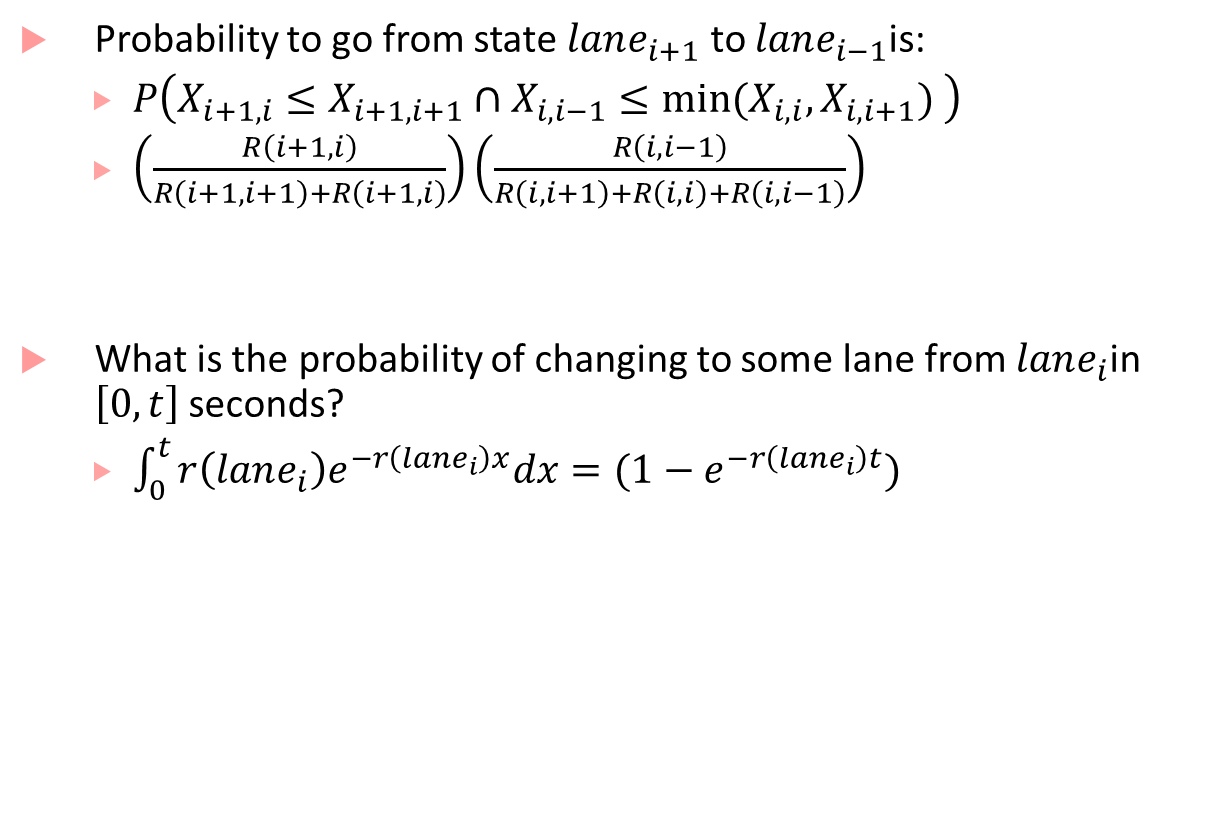 Probability to go from state lane_{i+1} to lane_{i−1}is:
P(X_{i+1,i} ≤ X_{i+1,i+1} ∩ X_{i,i−1} ≤ min(X_{i,i}, X_{i,i+1}) )
(R(i+1,i) / R(i+1,i+1)+R(i+1,i)) (R(i,i−1) / R(i,i+1)+R(i,i)+R(i,i−1))
What is the probability of changing to some lane from lane_i in
[0, t] seconds?
∫_0^t r(lane_i)e^{−r(lane_i)x} dx = (1 − e^{−r(lane_i)t})